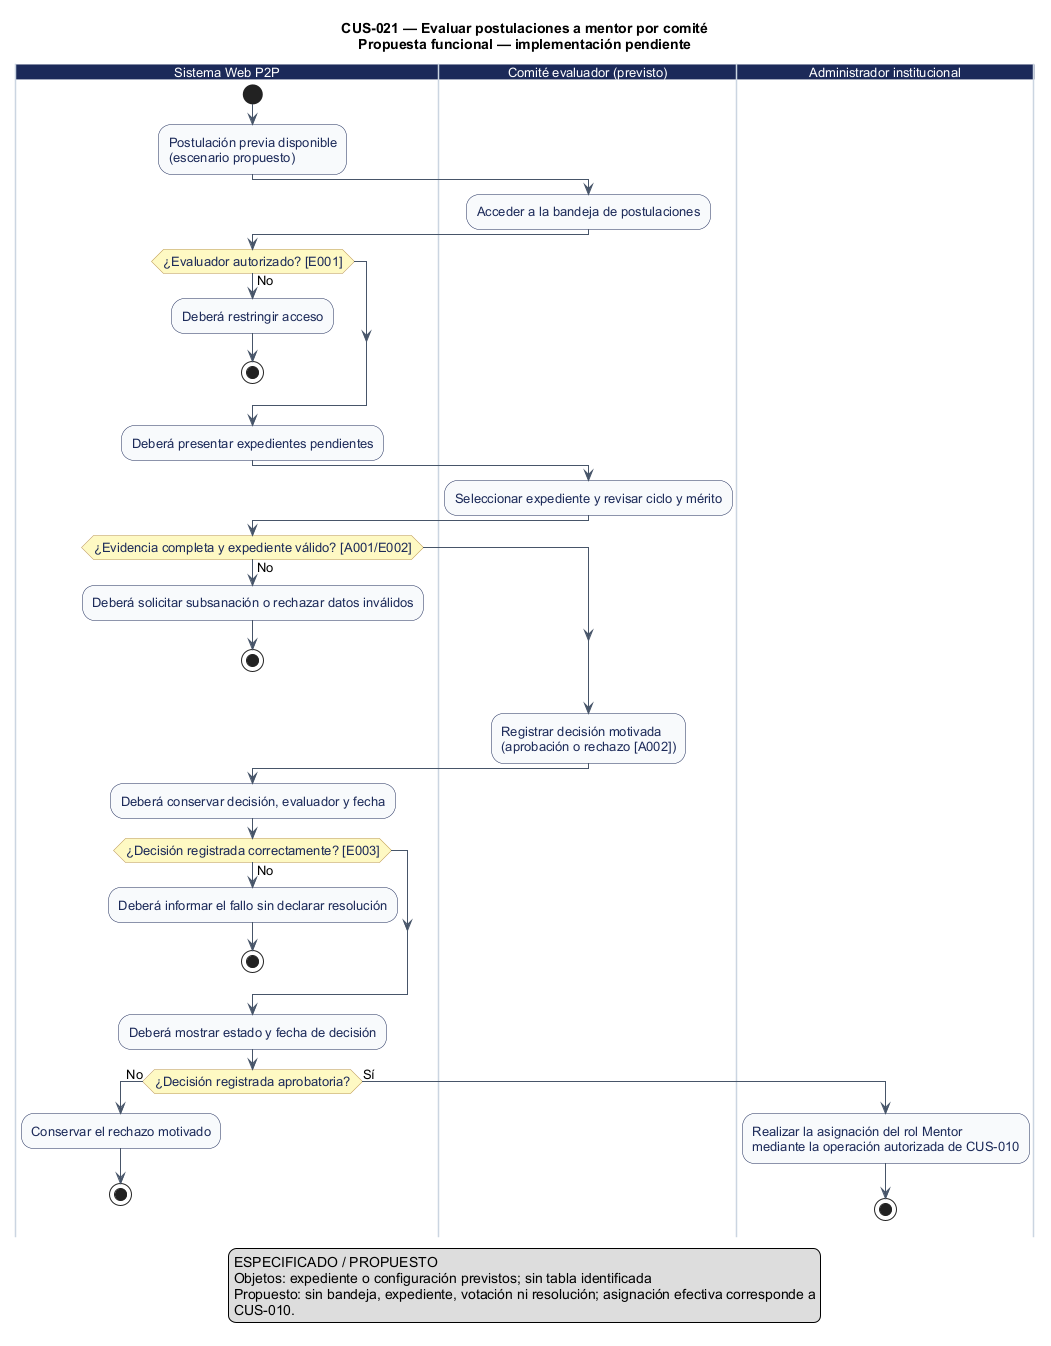 CUS-021 — Evaluar postulaciones a mentor por comité
Propuesta funcional — implementación pendiente
Sistema Web P2P
Comité evaluador (previsto)
Administrador institucional
Postulación previa disponible
(escenario propuesto)
Acceder a la bandeja de postulaciones
¿Evaluador autorizado? [E001]
No
Deberá restringir acceso
Deberá presentar expedientes pendientes
Seleccionar expediente y revisar ciclo y mérito
¿Evidencia completa y expediente válido? [A001/E002]
No
Deberá solicitar subsanación o rechazar datos inválidos
Registrar decisión motivada
(aprobación o rechazo [A002])
Deberá conservar decisión, evaluador y fecha
¿Decisión registrada correctamente? [E003]
No
Deberá informar el fallo sin declarar resolución
Deberá mostrar estado y fecha de decisión
No
¿Decisión registrada aprobatoria?
Sí
Conservar el rechazo motivado
Realizar la asignación del rol Mentor
mediante la operación autorizada de CUS-010
ESPECIFICADO / PROPUESTO
Objetos: expediente o configuración previstos; sin tabla identificada
Propuesto: sin bandeja, expediente, votación ni resolución; asignación efectiva corresponde a
CUS-010.